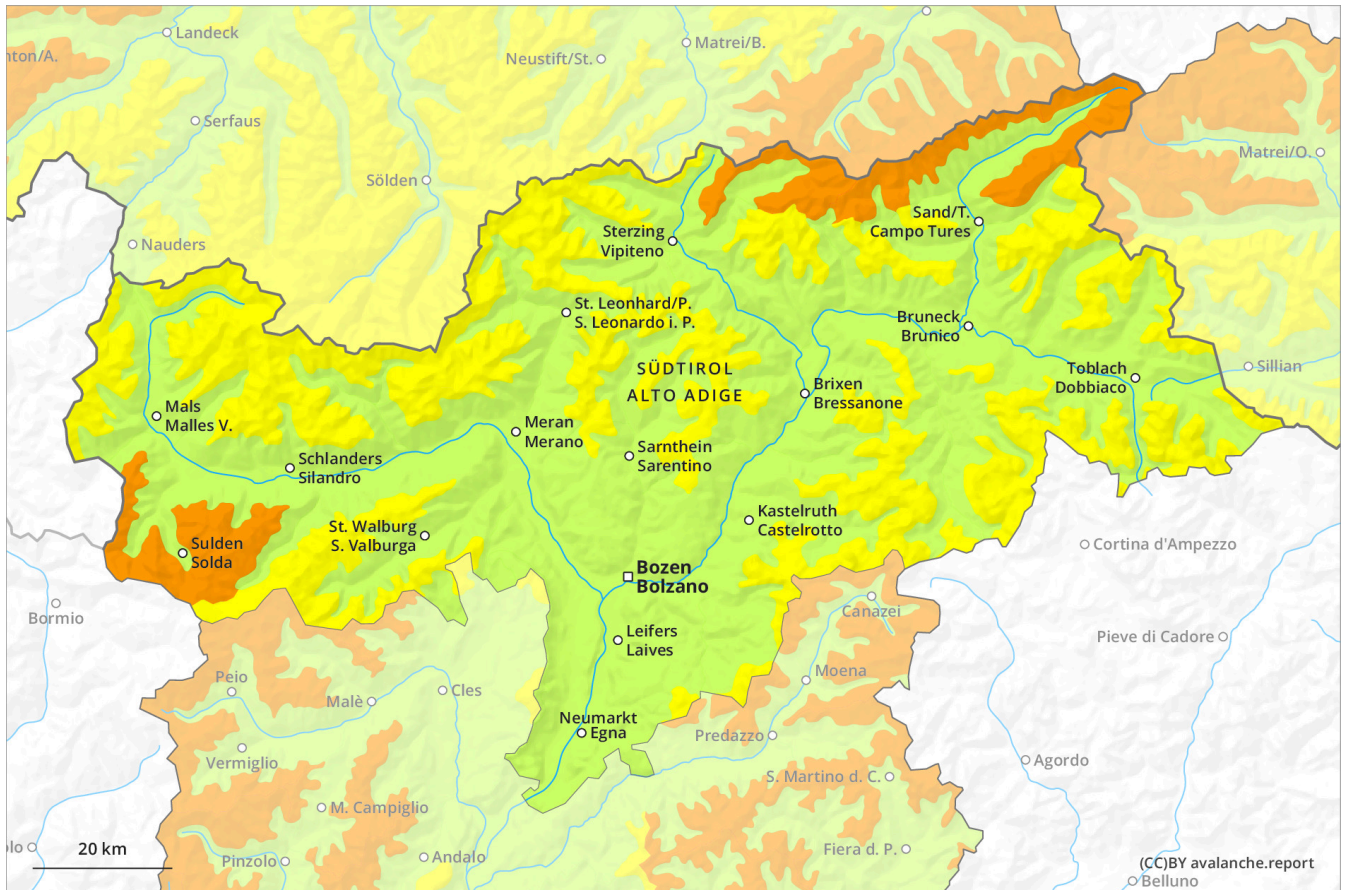 Landeck
Matrei/B.
nton/A.
Neustift/St.
Serfaus
Matrei/O.
Sölden
Sand/T.
Campo Tures
Sterzing
Vipiteno
Nauders
St. Leonhard/P.
S. Leonardo i. P.
Bruneck
Brunico
SÜDTIROL
ALTO ADIGE
Toblach
Dobbiaco
Sillian
Brixen
Bressanone
Mals
Malles V.
Meran
Merano
Sarnthein
Sarentino
Schlanders
Silandro
Kastelruth
Castelrotto
St. Walburg
S. Valburga
Sulden
Solda
Cortina d'Ampezzo
Bozen
Bolzano
Bormio
Canazei
Leifers
Laives
Pieve di Cadore
Peio
Moena
Malè
Cles
Neumarkt
Egna
Predazzo
Vermiglio
Agordo
S. Martino d. C.
M. Campiglio
lo
20 km
Pinzolo
Andalo
Fiera d. P.
(CC)BY avalanche.report
Belluno